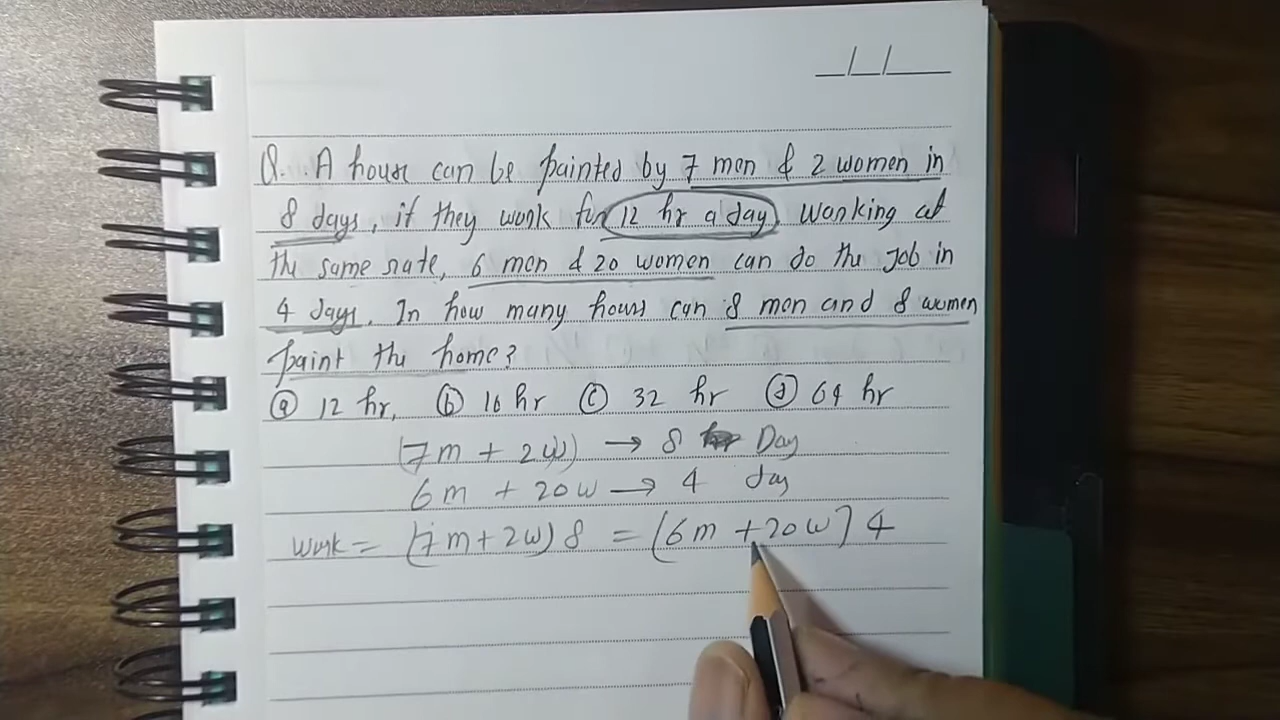 _/_/_
Q. A house can be painted by 7 men & 2 women in
8 days, if they work for 12 hr a day. Working at
the same rate, 6 men & 20 women can do the job in
4 days. In how many hours can 8 men and 8 women
paint the home?
(a) 12 hr, (b) 16 hr (c) 32 hr (d) 64 hr
(7m + 2w) → 8 Day
6m + 20w → 4 day
Work = (7m + 2w) 8 = (6m + 20w] 4